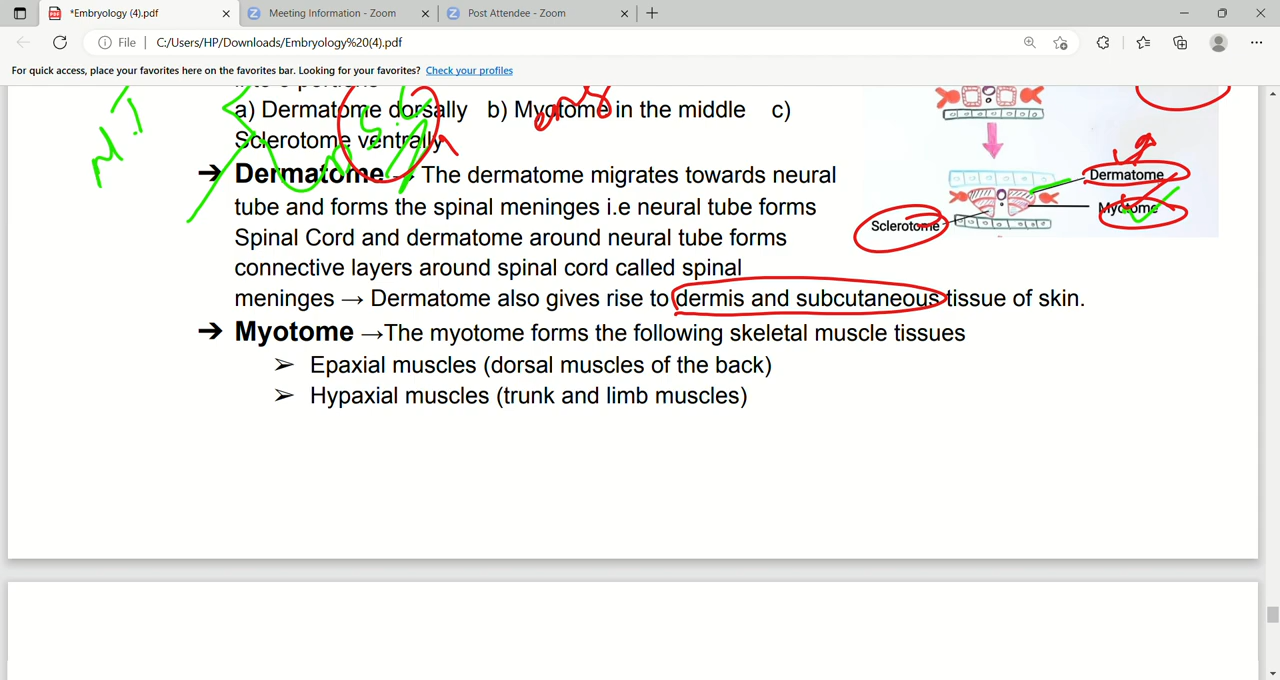 *Embryology (4).pdf
Meeting Information - Zoom
Post Attendee - Zoom
File
C:/Users/HP/Downloads/Embryology%20(4).pdf
For quick access, place your favorites here on the favorites bar. Looking for your favorites? Check your profiles
a) Dermatome dorsally b) Myotome in the middle c)
Sclerotome ventrally
→ Dermatome → The dermatome migrates towards neural
tube and forms the spinal meninges i.e neural tube forms
Spinal Cord and dermatome around neural tube forms
connective layers around spinal cord called spinal
meninges → Dermatome also gives rise to dermis and subcutaneous tissue of skin.
→ Myotome →The myotome forms the following skeletal muscle tissues
➢ Epaxial muscles (dorsal muscles of the back)
➢ Hypaxial muscles (trunk and limb muscles)
Dermatome
Myotome
Sclerotome